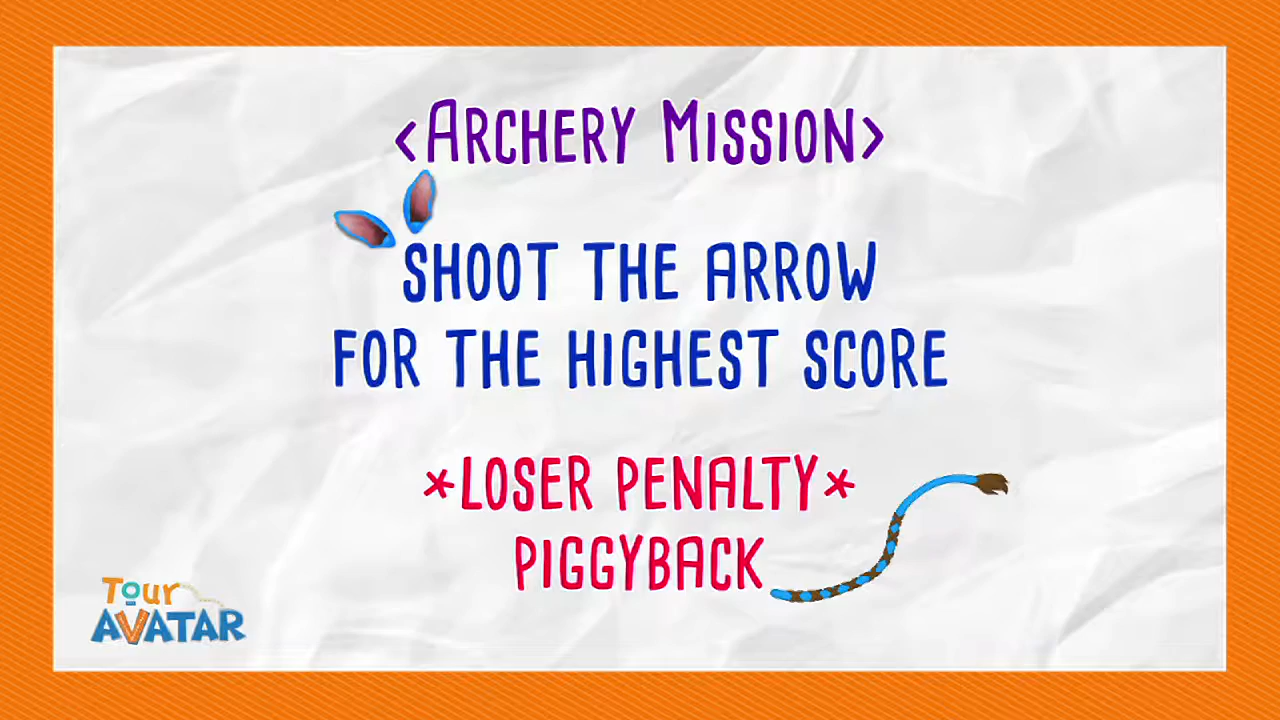 <ARCHERY MISSION>
SHOOT THE ARROW
FOR THE HIGHEST SCORE
*LOSER PENALTY*
PIGGYBACK
Tour
AVATAR